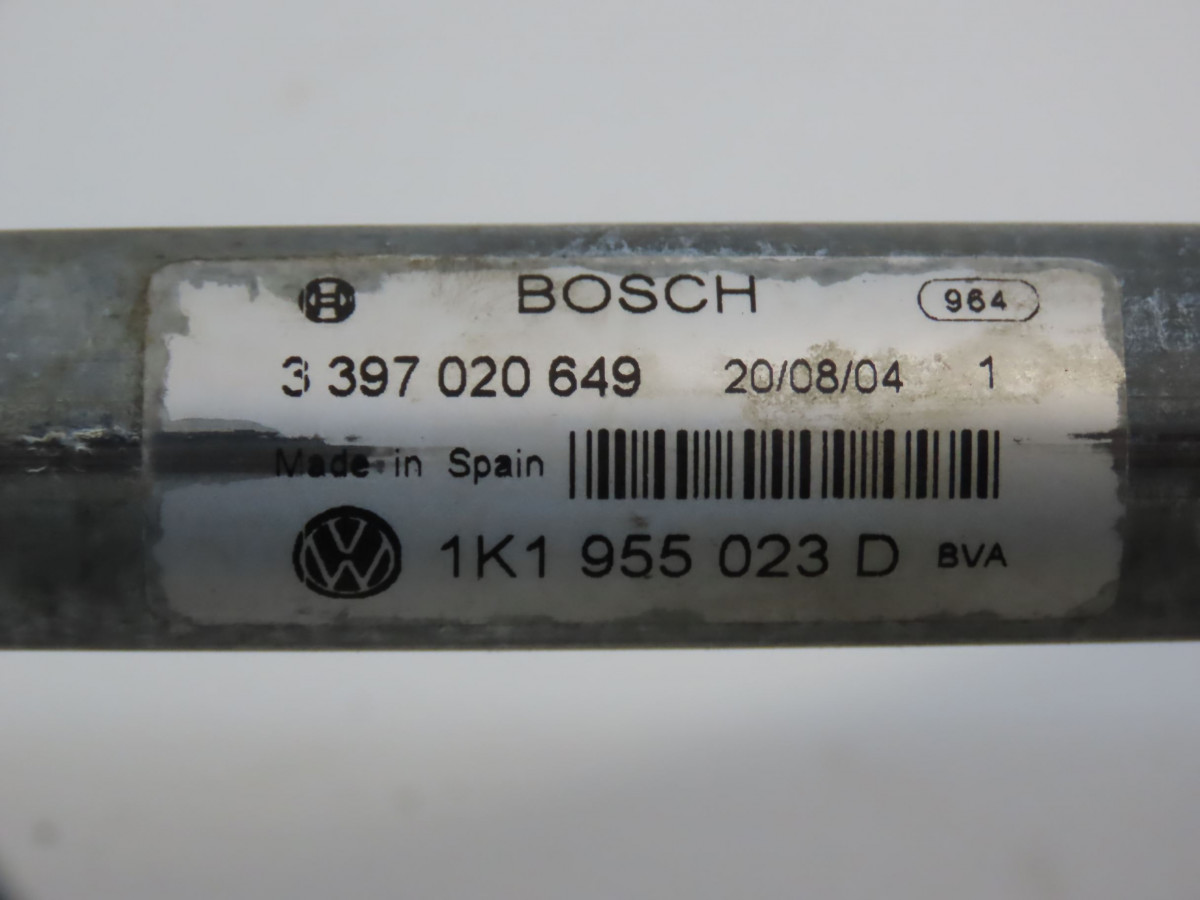 BOSCH 964
3 397 020 649 20/08/04 1
Made in Spain
1K1 955 023 D BVA